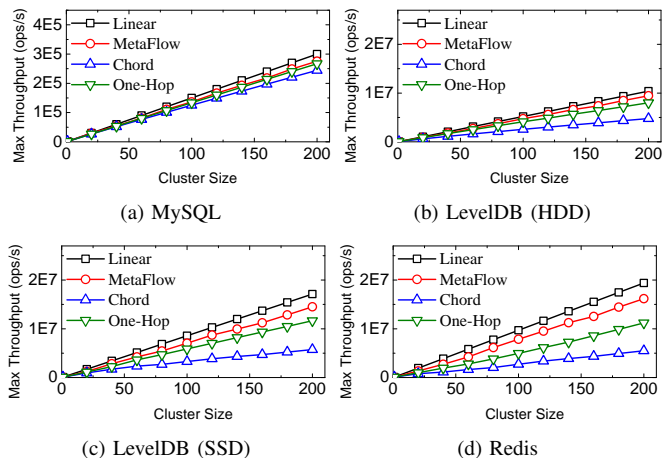 Max Throughput (ops/s)
3E5
2E5
1E5
0
Linear
MetaFlow
Chord
One-Hop
0 50 100 150 200
Cluster Size
(a) MySQL
Max Throughput (ops/s)
2E7
1E7
0
Linear
MetaFlow
Chord
One-Hop
0 50 100 150 200
Cluster Size
(b) LevelDB (HDD)
Max Throughput (ops/s)
2E7
1E7
0
Linear
MetaFlow
Chord
One-Hop
0 50 100 150 200
Cluster Size
(c) LevelDB (SSD)
Max Throughput (ops/s)
2E7
1E7
0
Linear
MetaFlow
Chord
One-Hop
0 50 100 150 200
Cluster Size
(d) Redis